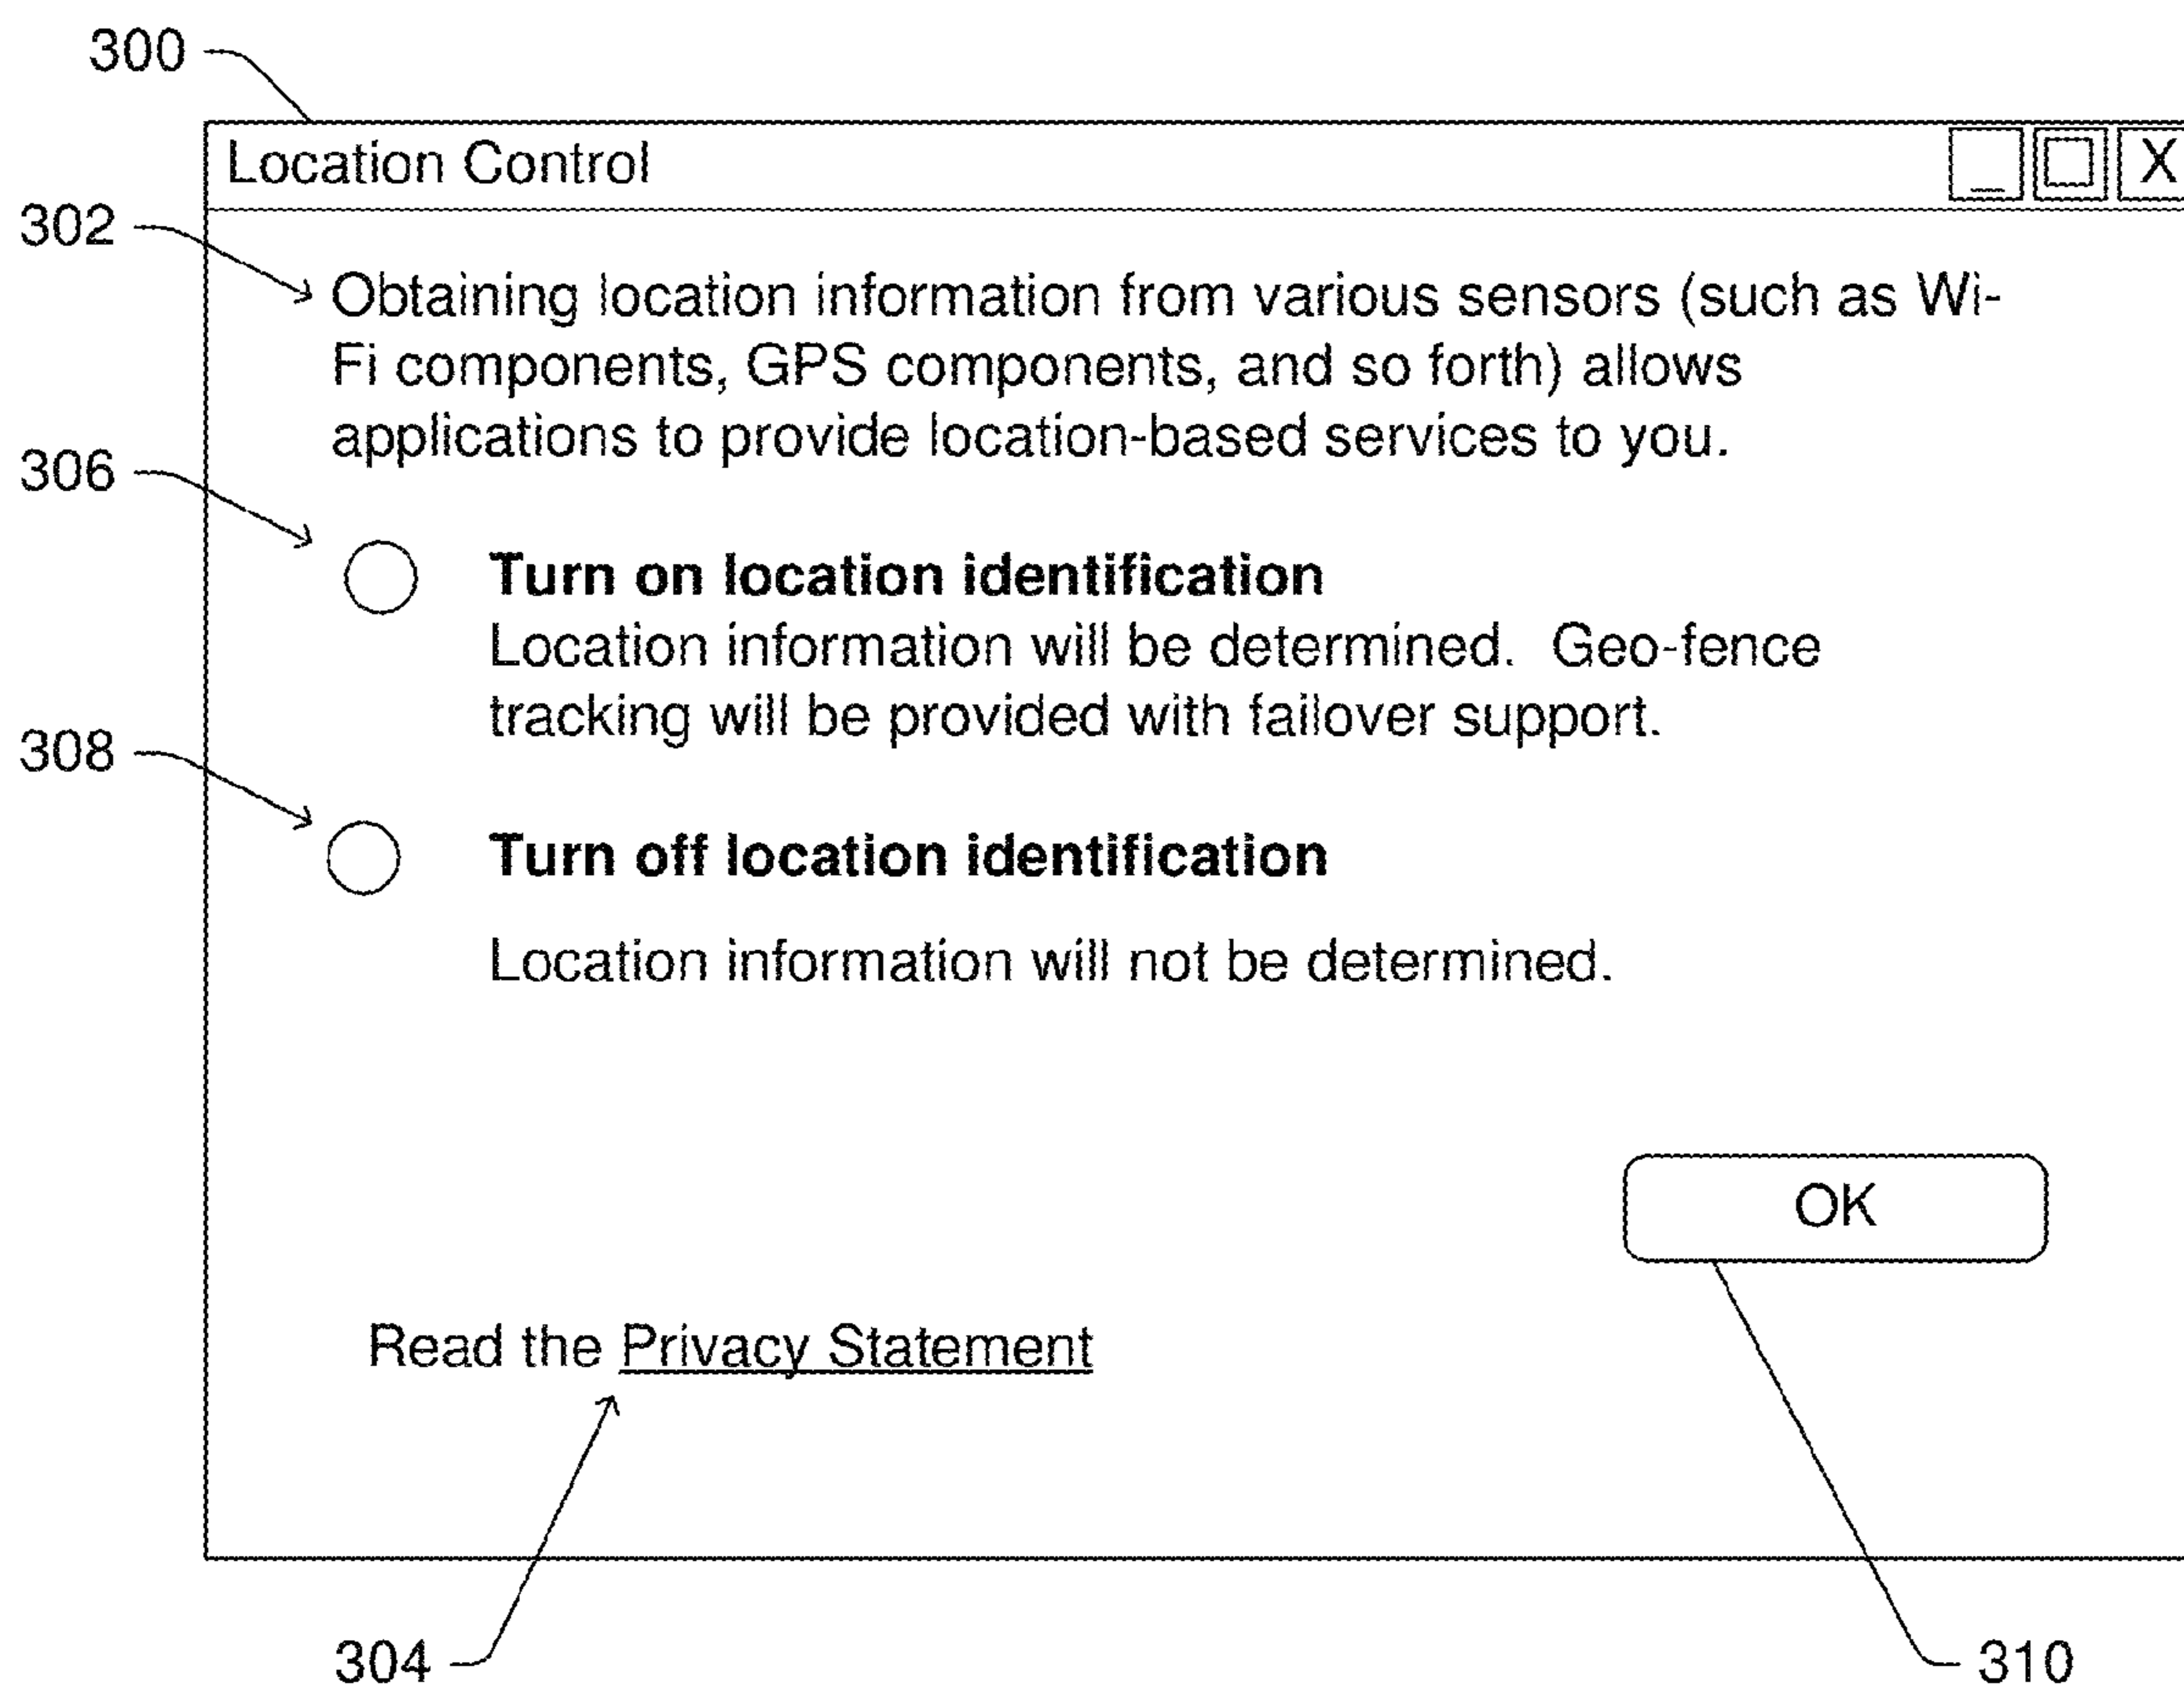 300
Location Control
_ X
302
Obtaining location information from various sensors (such as Wi-
Fi components, GPS components, and so forth) allows
applications to provide location-based services to you.
306
Turn on location identification
Location information will be determined.  Geo-fence
tracking will be provided with failover support.
308
Turn off location identification
Location information will not be determined.
OK
Read the Privacy Statement
304
310